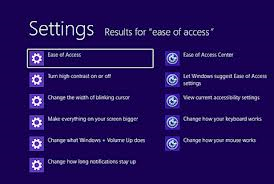 Settings Results for "ease of access"
Ease of Access
Turn high contrast on or off
Change the width of blinking cursor
Make everything on your screen bigger
Change what Windows + Volume Up does
Change how long notifications stay up
Ease of Access Center
Let Windows suggest Ease of Access
settings
View current accessibility settings
Change how your keyboard works
Change how your mouse works